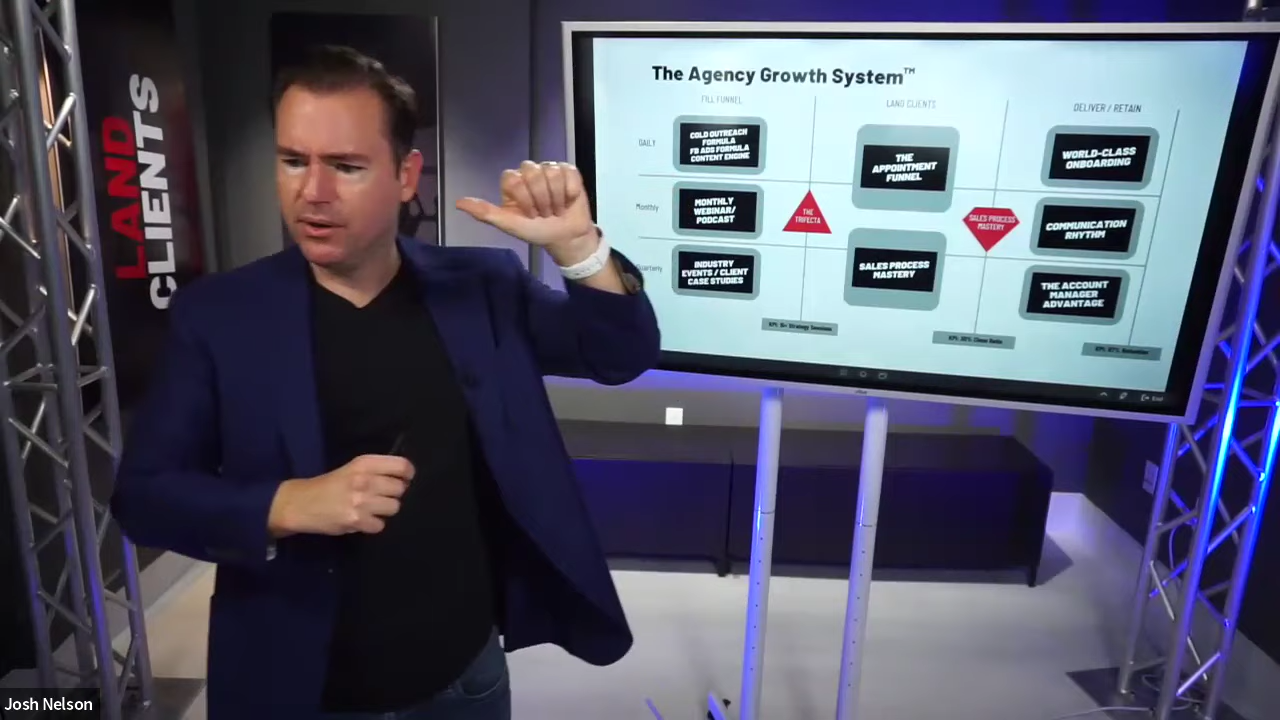 LAND
CLIENTS
The Agency Growth System™
FILL FUNNEL
LAND CLIENTS
DELIVER / RETAIN
DAILY
COLD OUTREACH
FORMULA
FB ADS FORMULA
CONTENT ENGINE
THE
APPOINTMENT
FUNNEL
WORLD-CLASS
ONBOARDING
Monthly
MONTHLY
WEBINAR/
PODCAST
THE
TRIFECTA
SALES PROCESS
MASTERY
COMMUNICATION
RHYTHM
INDUSTRY
EVENTS / CLIENT
CASE STUDIES
SALES PROCESS
MASTERY
THE ACCOUNT
MANAGER
ADVANTAGE
Strategy Sessions
Josh Nelson